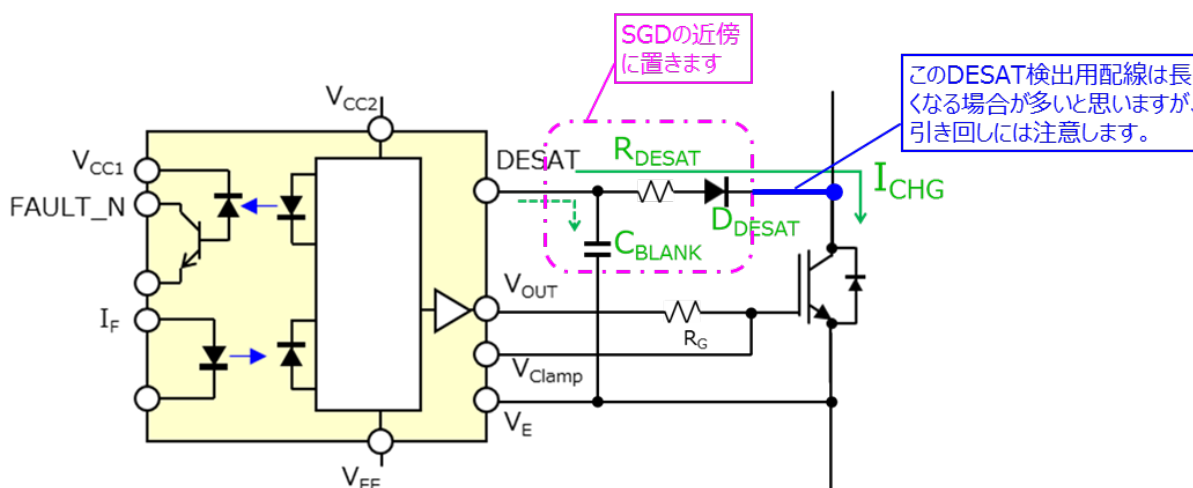 SGDの近傍
に置きます
このDESAT検出用配線は長
くなる場合が多いと思いますが、
引き回しには注意します。
VCC2
VCC1
DESAT
RDESAT
ICHG
FAULT_N
DDESAT
CBLANK
VOUT
IF
RG
VClamp
VE
VEE